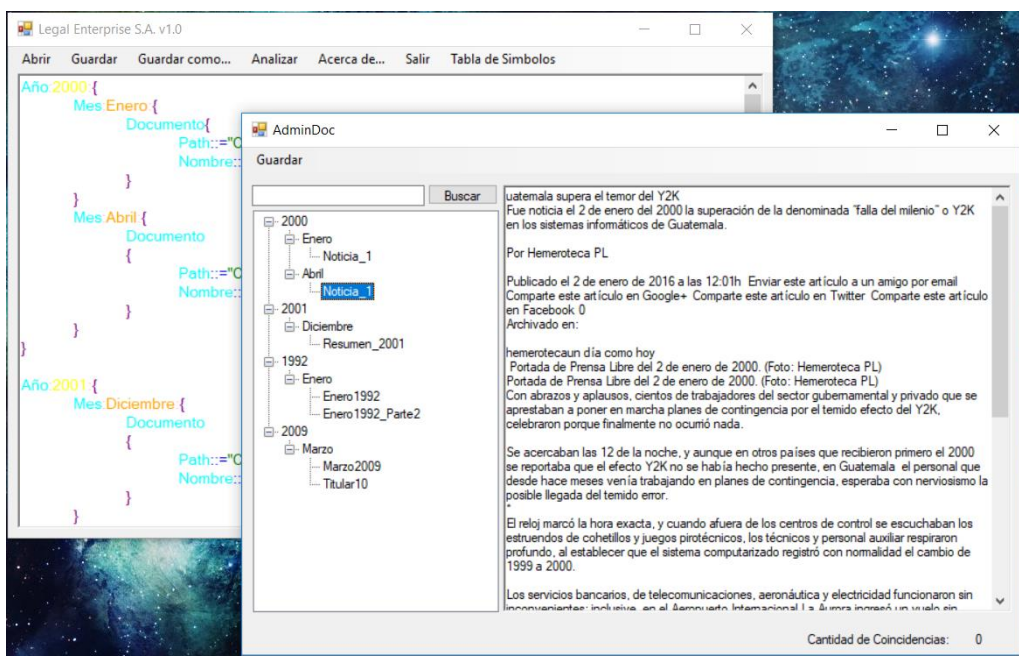 Legal Enterprise S.A. v1.0
Abrir Guardar Guardar como... Analizar Acerca de... Salir Tabla de Simbolos
Año:2000 {
Mes:Enero {
Documento{
Path::="C
Nombre::
}
}
Mes:Abril {
Documento
{
Path::="C
Nombre::
}
}
}
Año:2001 {
Mes:Diciembre {
Documento
{
Path::="C
Nombre::
}
}
AdminDoc
Guardar
Buscar
2000
Enero
Noticia_1
Abril
Noticia_1
2001
Diciembre
Resumen_2001
1992
Enero
Enero1992
Enero1992_Parte2
2009
Marzo
Marzo2009
Titular10
uatemala supera el temor del Y2K
Fue noticia el 2 de enero del 2000 la superación de la denominada “falla del milenio” o Y2K
en los sistemas informáticos de Guatemala.
Por Hemeroteca PL
Publicado el 2 de enero de 2016 a las 12:01h Enviar este artículo a un amigo por email
Comparte este artículo en Google+ Comparte este artículo en Twitter Comparte este artículo
en Facebook 0
Archivado en:
hemerotecaun día como hoy
Portada de Prensa Libre del 2 de enero de 2000. (Foto: Hemeroteca PL)
Portada de Prensa Libre del 2 de enero de 2000. (Foto: Hemeroteca PL)
Con abrazos y aplausos, cientos de trabajadores del sector gubernamental y privado que se
aprestaban a poner en marcha planes de contingencia por el temido efecto del Y2K,
celebraron porque finalmente no ocurrió nada.
Se acercaban las 12 de la noche, y aunque en otros países que recibieron primero el 2000
se reportaba que el efecto Y2K no se había hecho presente, en Guatemala el personal que
desde hace meses venía trabajando en planes de contingencia, esperaba con nerviosismo la
posible llegada del temido error.
"
El reloj marcó la hora exacta, y cuando afuera de los centros de control se escuchaban los
estruendos de cohetillos y juegos pirotécnicos, los técnicos y personal auxiliar respiraron
profundo, al establecer que el sistema computarizado registró con normalidad el cambio de
1999 a 2000.
Los servicios bancarios, de telecomunicaciones, aeronáutica y electricidad funcionaron sin
inconvenientes; inclusive, en el Aeropuerto Internacional La Aurora ingresó un vuelo sin
Cantidad de Coincidencias: 0